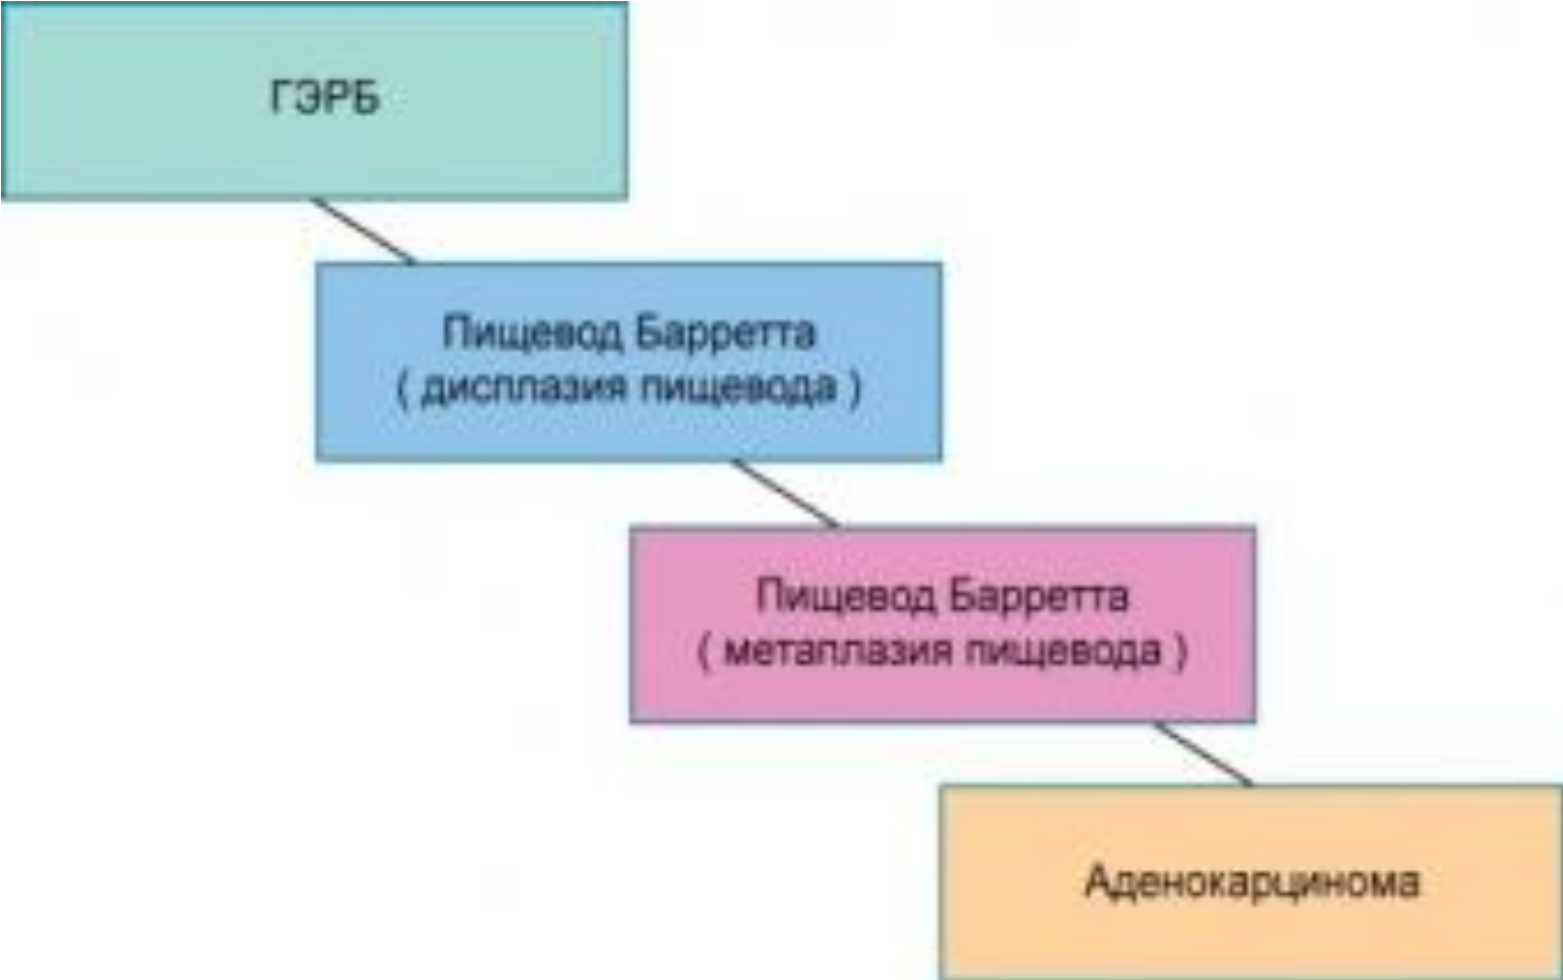 ГЭРБ
Пищевод Барретта
( дисплазия пищевода )
Пищевод Барретта
( метаплазия пищевода )
Аденокарцинома